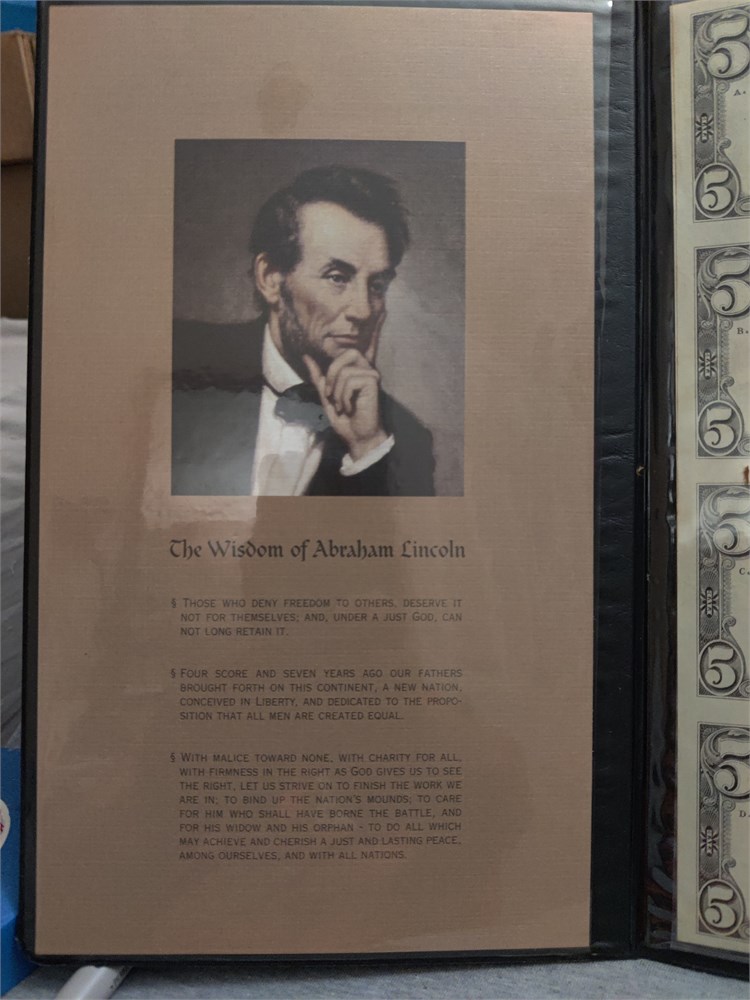 The Wisdom of Abraham Lincoln
§ THOSE WHO DENY FREEDOM TO OTHERS, DESERVE IT
NOT FOR THEMSELVES; AND, UNDER A JUST GOD, CAN
NOT LONG RETAIN IT.
§ FOUR SCORE AND SEVEN YEARS AGO OUR FATHERS
BROUGHT FORTH ON THIS CONTINENT, A NEW NATION,
CONCEIVED IN LIBERTY, AND DEDICATED TO THE PROPO-
SITION THAT ALL MEN ARE CREATED EQUAL.
§ WITH MALICE TOWARD NONE, WITH CHARITY FOR ALL,
WITH FIRMNESS IN THE RIGHT AS GOD GIVES US TO SEE
THE RIGHT, LET US STRIVE ON TO FINISH THE WORK WE
ARE IN; TO BIND UP THE NATION'S MOUNDS; TO CARE
FOR HIM WHO SHALL HAVE BORNE THE BATTLE, AND
FOR HIS WIDOW AND HIS ORPHAN - TO DO ALL WHICH
MAY ACHIEVE AND CHERISH A JUST AND LASTING PEACE,
AMONG OURSELVES, AND WITH ALL NATIONS.
5
A.
5
5
B.
5
5
C.
5
5
D.
5